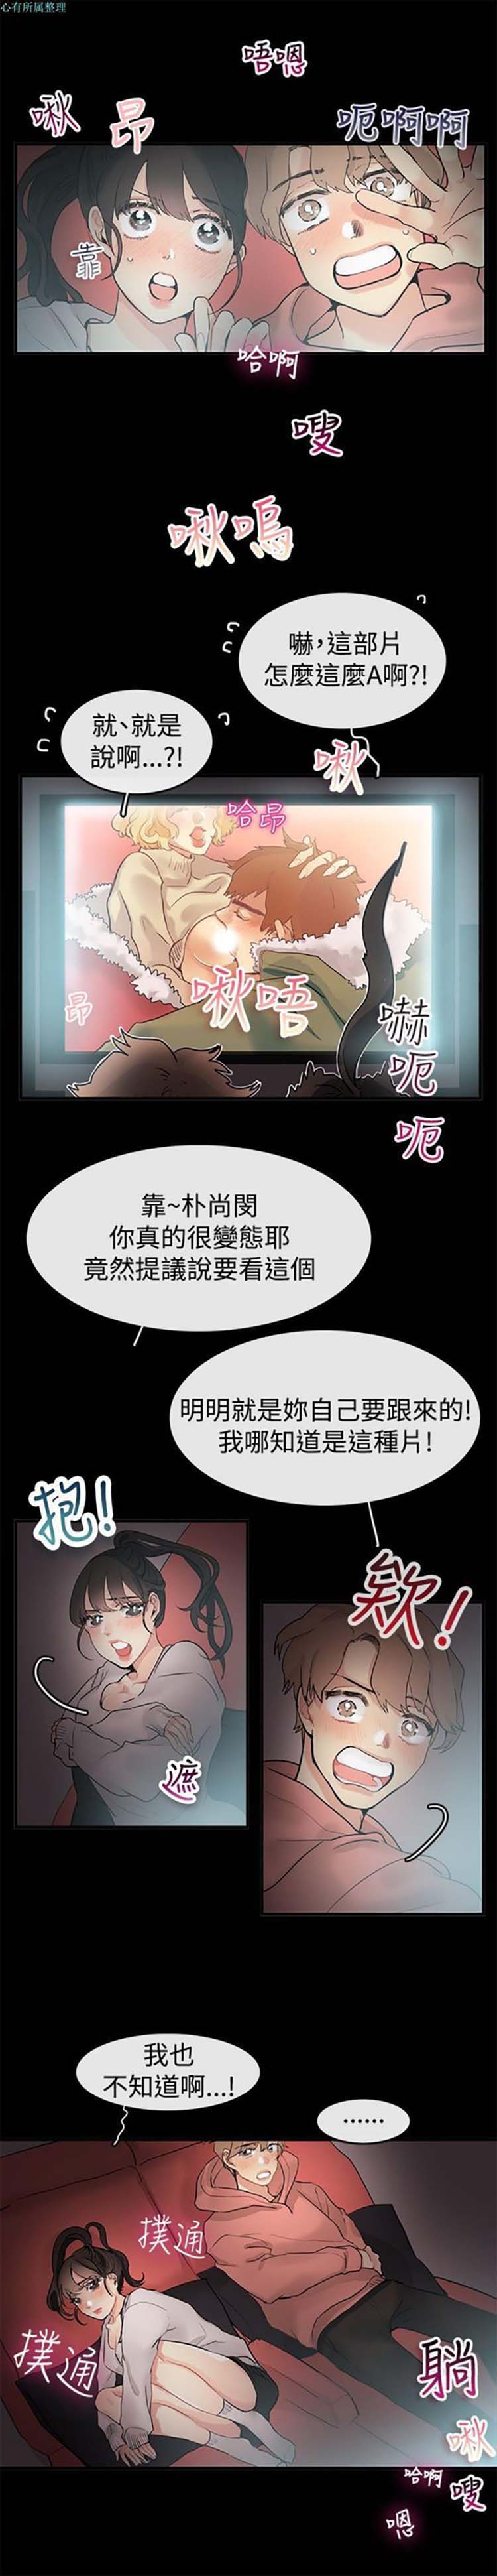 心有所属整理
唔嗯
啾
昂
呃啊啊
靠
哈啊
嗖
啾嗚
嚇，這部片
怎麼這麼A啊?!
就、就是
說啊...?!
啾
哈昂
啾唔
昂
嚇
呃
呃
靠~朴尚閔
你真的很變態耶
竟然提議說要看這個
明明就是妳自己要跟來的!
我哪知道是這種片!
抱!
欸!
遮
我也
不知道啊...!
......
撲通
撲通
躺
啾
哈啊
嗖
嗯